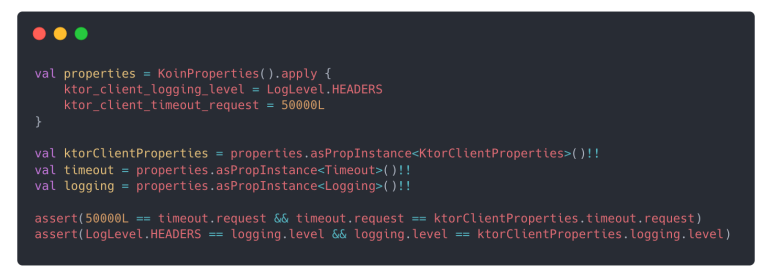 val properties = KoinProperties().apply {
    ktor_client_logging_level = LogLevel.HEADERS
    ktor_client_timeout_request = 50000L
}
val ktorClientProperties = properties.asPropInstance<KtorClientProperties>()!!
val timeout = properties.asPropInstance<Timeout>()!!
val logging = properties.asPropInstance<Logging>()!!
assert(50000L == timeout.request && timeout.request == ktorClientProperties.timeout.request)
assert(LogLevel.HEADERS == logging.level && logging.level == ktorClientProperties.logging.level)